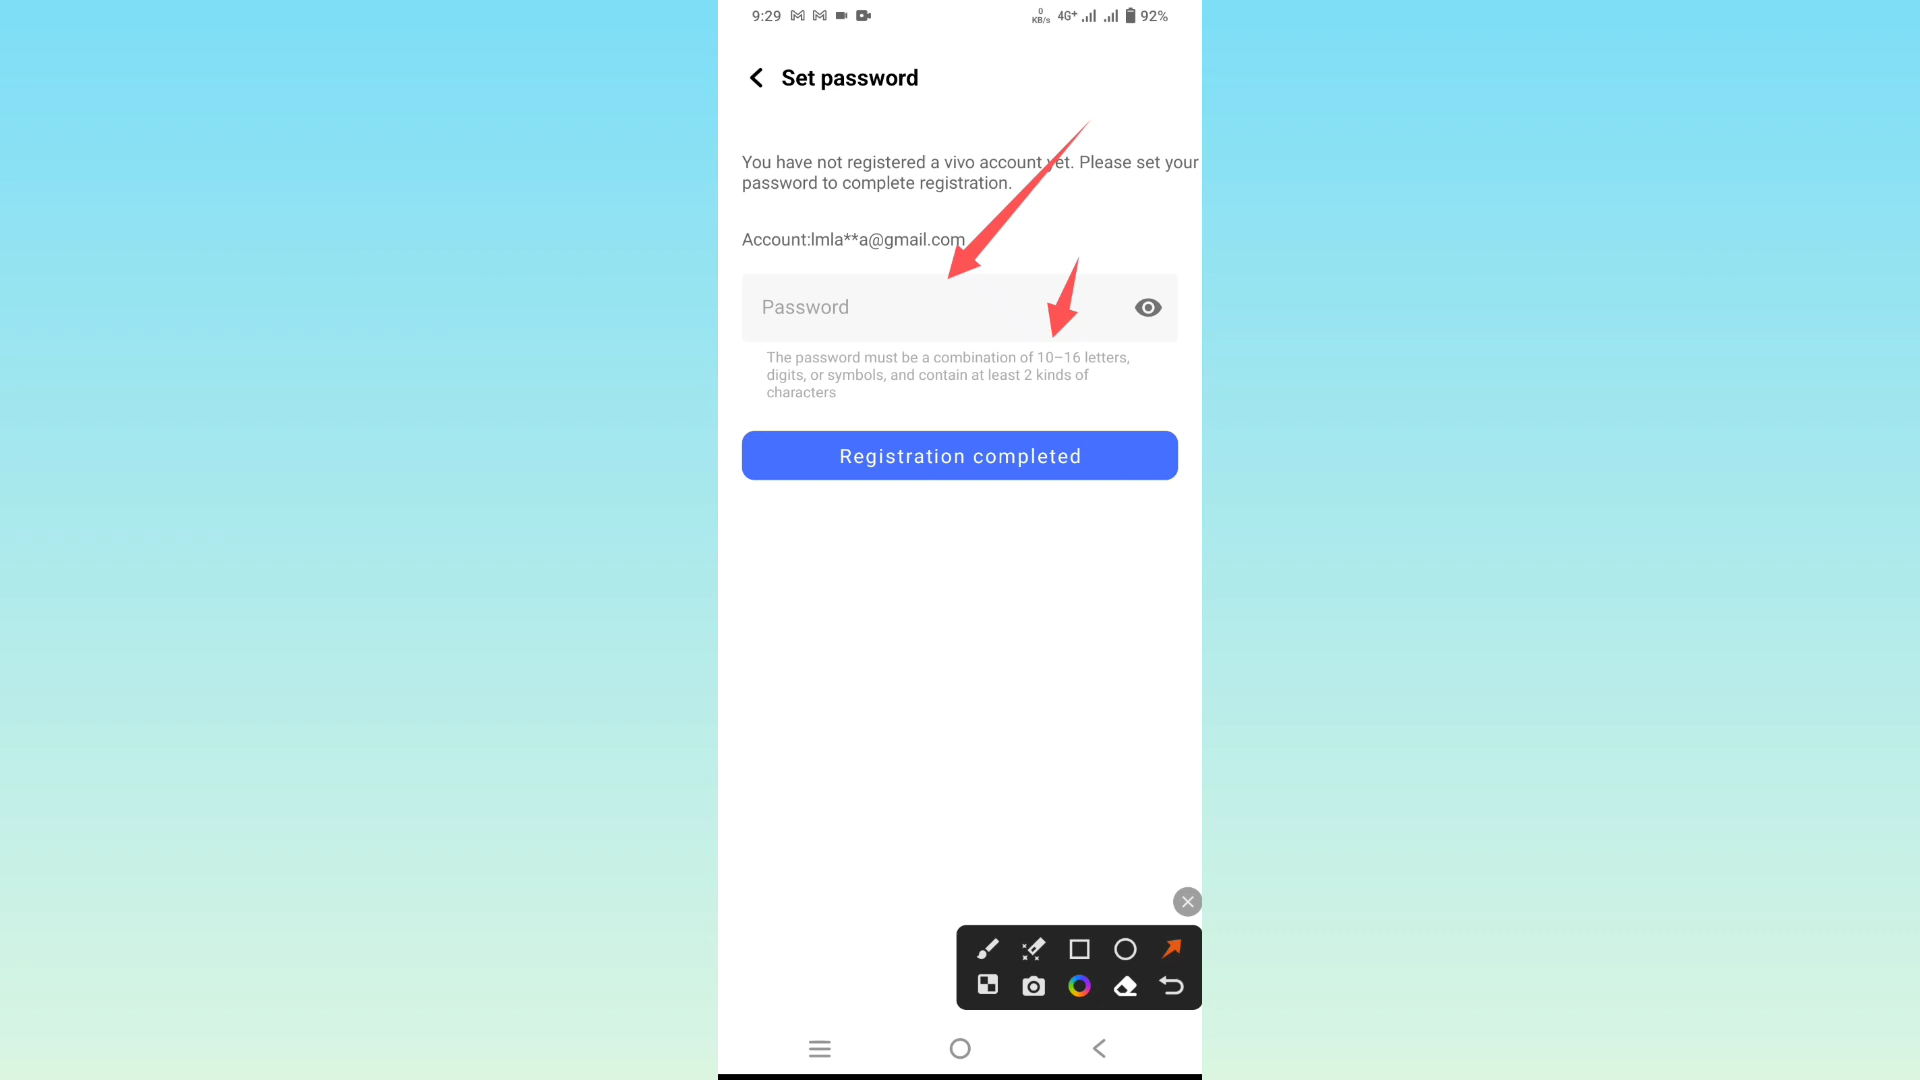 9:29 0 KB/s 4G+ 92%
Set password
You have not registered a vivo account yet. Please set your
password to complete registration.
Account:lmla**a@gmail.com
Password
The password must be a combination of 10–16 letters,
digits, or symbols, and contain at least 2 kinds of
characters
Registration completed